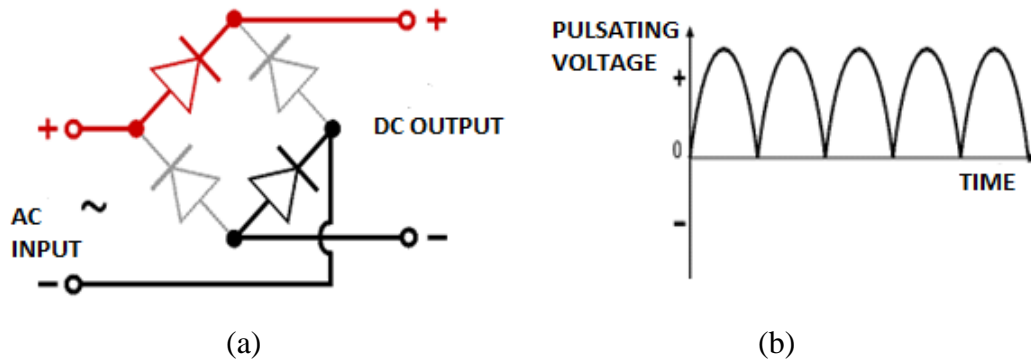 +
+
DC OUTPUT
~
AC
INPUT
-
-
(a)
PULSATING
VOLTAGE
+
0
TIME
-
(b)